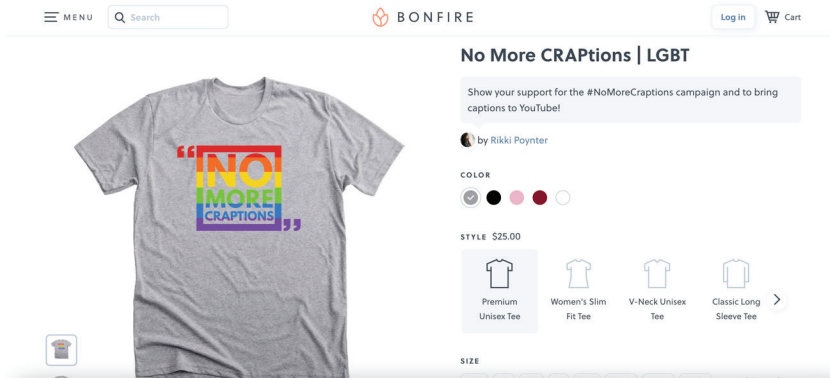 MENU
Search
BONFIRE
Log in
Cart
“NO
MORE
CRAPTIONS”
No More CRAPtions | LGBT
Show your support for the #NoMoreCraptions campaign and to bring
captions to YouTube!
by Rikki Poynter
COLOR
STYLE $25.00
Premium
Unisex Tee
Women's Slim
Fit Tee
V-Neck Unisex
Tee
Classic Long
Sleeve Tee
SIZE